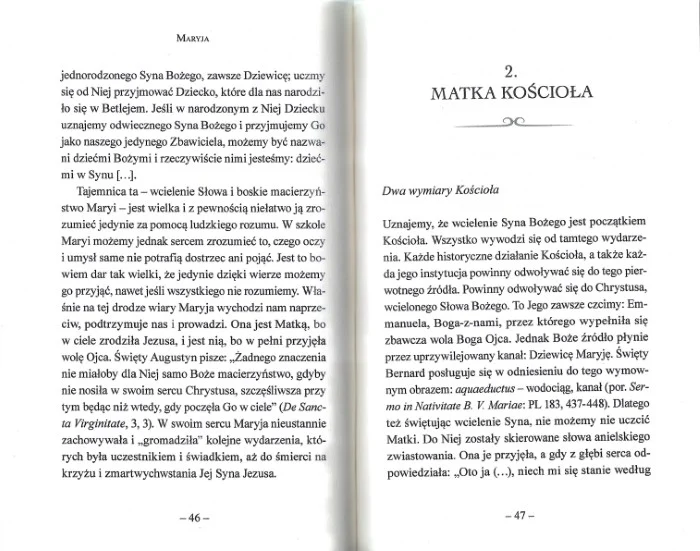 MARYJA
jednorodzonego Syna Bożego, zawsze Dziewicę; uczmy
się od Niej przyjmować Dziecko, które dla nas narodzi-
ło się w Betlejem. Jeśli w narodzonym z Niej Dziecku
uznajemy odwiecznego Syna Bożego i przyjmujemy Go
jako naszego jedynego Zbawiciela, możemy być nazwa-
ni dziećmi Bożymi i rzeczywiście nimi jesteśmy: dzieć-
mi w Synu [...].
Tajemnica ta – wcielenie Słowa i boskie macierzyń-
stwo Maryi – jest wielka i z pewnością niełatwo ją zro-
zumieć jedynie za pomocą ludzkiego rozumu. W szkole
Maryi możemy jednak sercem zrozumieć to, czego oczy
i umysł same nie potrafią dostrzec ani pojąć. Jest to bo-
wiem dar tak wielki, że jedynie dzięki wierze możemy
go przyjąć, nawet jeśli wszystkiego nie rozumiemy. Wła-
śnie na tej drodze wiary Maryja wychodzi nam naprze-
ciw, podtrzymuje nas i prowadzi. Ona jest Matką, bo
w ciele zrodziła Jezusa, i jest nią, bo w pełni przyjęła
wolę Ojca. Święty Augustyn pisze: „Żadnego znaczenia
nie miałoby dla Niej samo Boże macierzyństwo, gdyby
nie nosiła w swoim sercu Chrystusa, szczęśliwsza przy
tym będąc niż wtedy, gdy poczęła Go w ciele” (De Sanc-
ta Virginitate, 3, 3). W swoim sercu Maryja nieustannie
zachowywała i „gromadziła” kolejne wydarzenia, któ-
rych była uczestnikiem i świadkiem, aż do śmierci na
krzyżu i zmartwychwstania Jej Syna Jezusa.
– 46 –
2.
MATKA KOŚCIOŁA
Dwa wymiary Kościoła
Uznajemy, że wcielenie Syna Bożego jest początkiem
Kościoła. Wszystko wywodzi się od tamtego wydarze-
nia. Każde historyczne działanie Kościoła, a także każ-
da jego instytucja powinny odwoływać się do tego pier-
wotnego źródła. Powinny odwoływać się do Chrystusa,
wcielonego Słowa Bożego. To Jego zawsze czcimy: Em-
manuela, Boga-z-nami, przez którego wypełniła się
zbawcza wola Boga Ojca. Jednak Boże źródło płynie
przez uprzywilejowany kanał: Dziewicę Maryję. Święty
Bernard posługuje się w odniesieniu do tego wymow-
nym obrazem: aquaeductus – wodociąg, kanał (por. Ser-
mo in Nativitate B. V. Mariae: PL 183, 437-448). Dlatego
też świętując wcielenie Syna, nie możemy nie uczcić
Matki. Do Niej zostały skierowane słowa anielskiego
zwiastowania. Ona je przyjęła, a gdy z głębi serca od-
powiedziała: „Oto ja (...), niech mi się stanie według
– 47 –